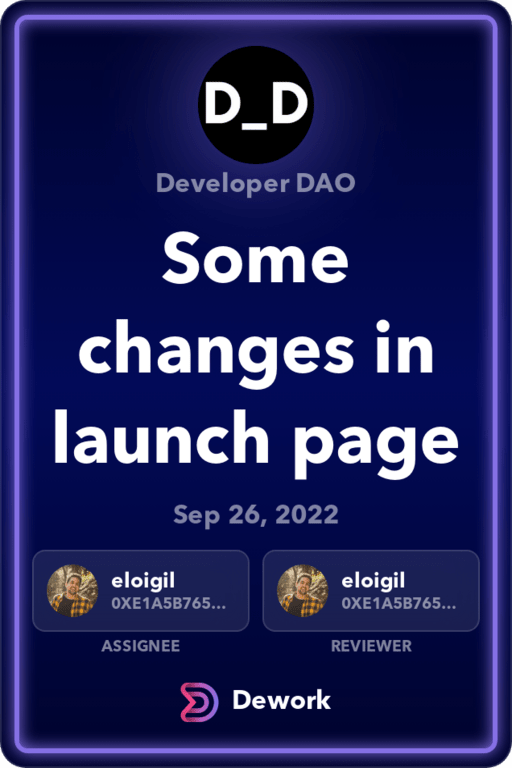 D_D
Developer DAO
Some
changes in
launch page
Sep 26, 2022
eloigil
0XE1A5B765...
ASSIGNEE
eloigil
0XE1A5B765...
REVIEWER
Dework